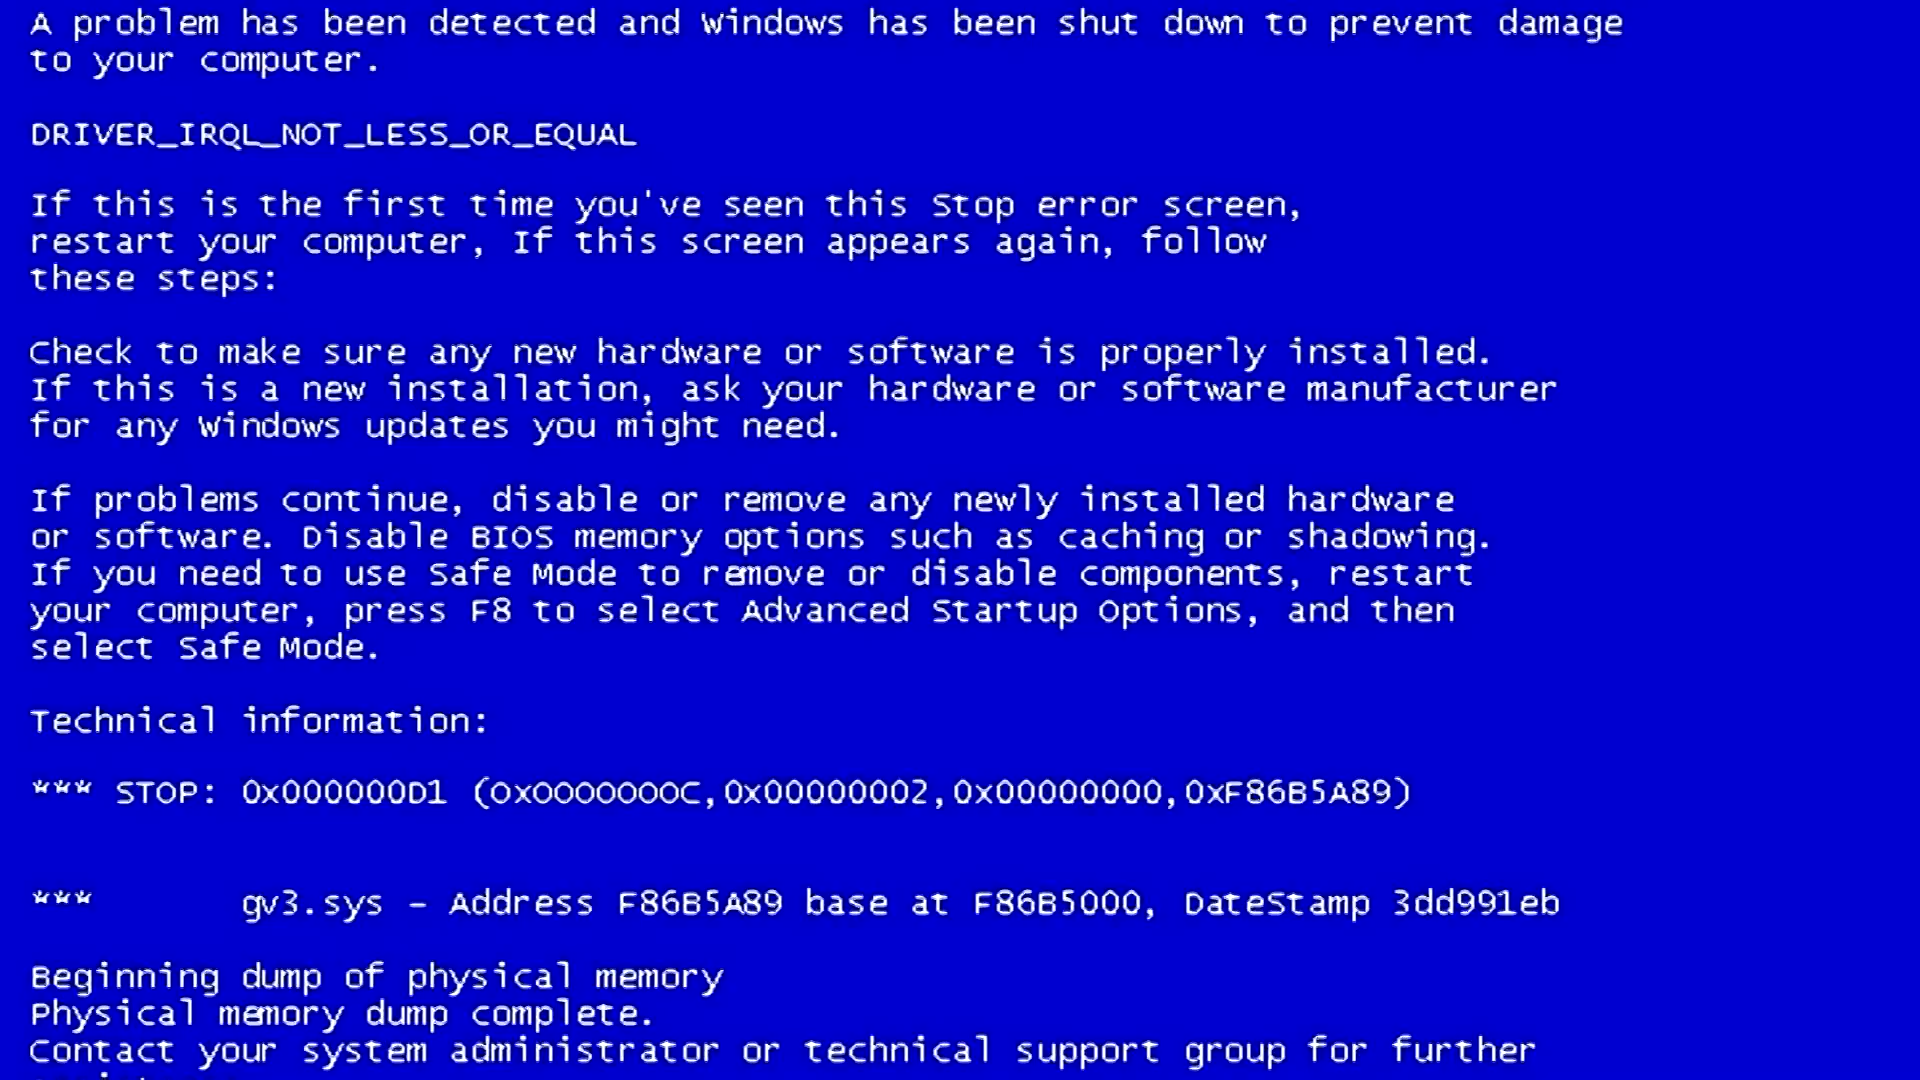 A problem has been detected and Windows has been shut down to prevent damage
to your computer.
DRIVER_IRQL_NOT_LESS_OR_EQUAL
If this is the first time you've seen this Stop error screen,
restart your computer, If this screen appears again, follow
these steps:
Check to make sure any new hardware or software is properly installed.
If this is a new installation, ask your hardware or software manufacturer
for any Windows updates you might need.
If problems continue, disable or remove any newly installed hardware
or software. Disable BIOS memory options such as caching or shadowing.
If you need to use Safe Mode to remove or disable components, restart
your computer, press F8 to select Advanced Startup Options, and then
select Safe Mode.
Technical information:
*** STOP: 0x000000D1 (0x0000000C,0x00000002,0x00000000,0xF86B5A89)
*** gv3.sys – Address F86B5A89 base at F86B5000, DateStamp 3dd991eb
Beginning dump of physical memory
Physical memory dump complete.
Contact your system administrator or technical support group for further